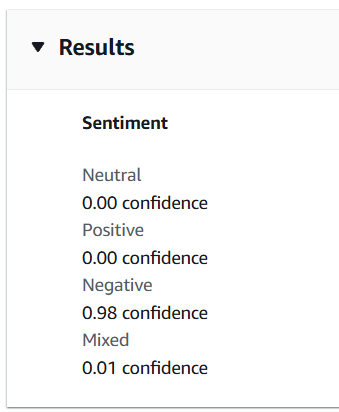 Results
Sentiment
Neutral
0.00 confidence
Positive
0.00 confidence
Negative
0.98 confidence
Mixed
0.01 confidence